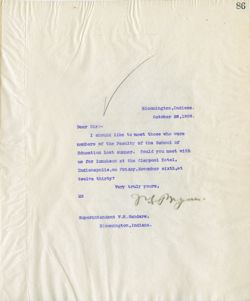 86
Bloomington, Indiana.
October 28, 1908.
Dear Sir:-
I should like to meet those who were
members of the Faculty of the School of
Education last summer. Could you meet with
us for luncheon at the Claypool Hotel,
Indianapolis, on Friday, November sixth, at
twelve thirty?
Very truly yours,
Superintendent W.H. Sanders,
Bloomington, Indiana.